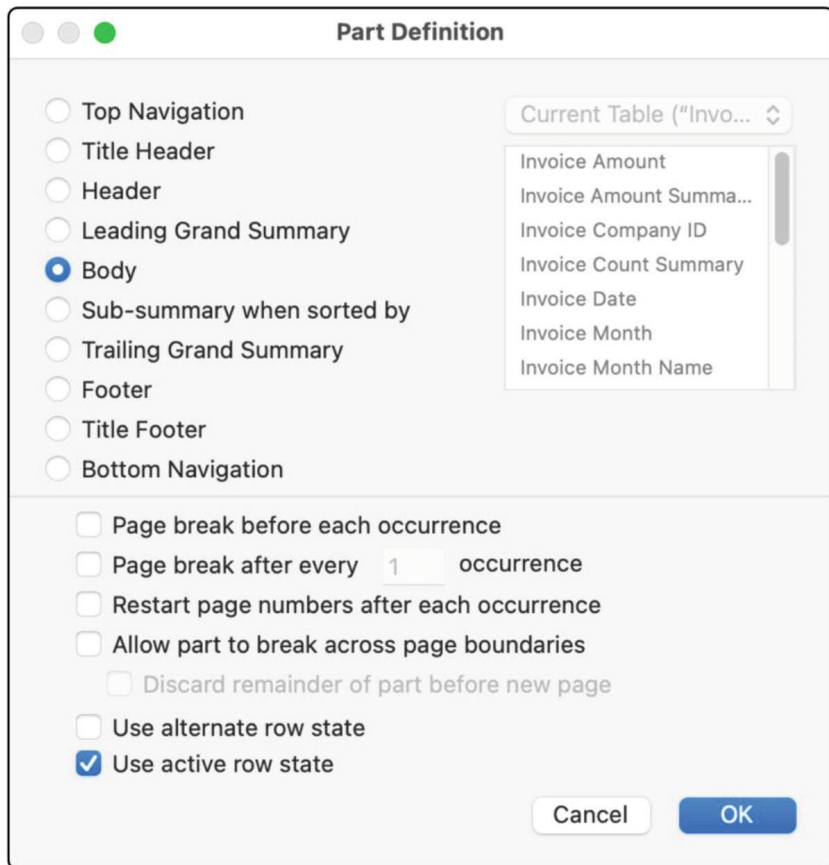 Part Definition
Top Navigation
Title Header
Header
Leading Grand Summary
Body
Sub-summary when sorted by
Trailing Grand Summary
Footer
Title Footer
Bottom Navigation
Current Table (“Invo...
Invoice Amount
Invoice Amount Summa...
Invoice Company ID
Invoice Count Summary
Invoice Date
Invoice Month
Invoice Month Name
Page break before each occurrence
Page break after every 1 occurrence
Restart page numbers after each occurrence
Allow part to break across page boundaries
Discard remainder of part before new page
Use alternate row state
Use active row state
Cancel OK